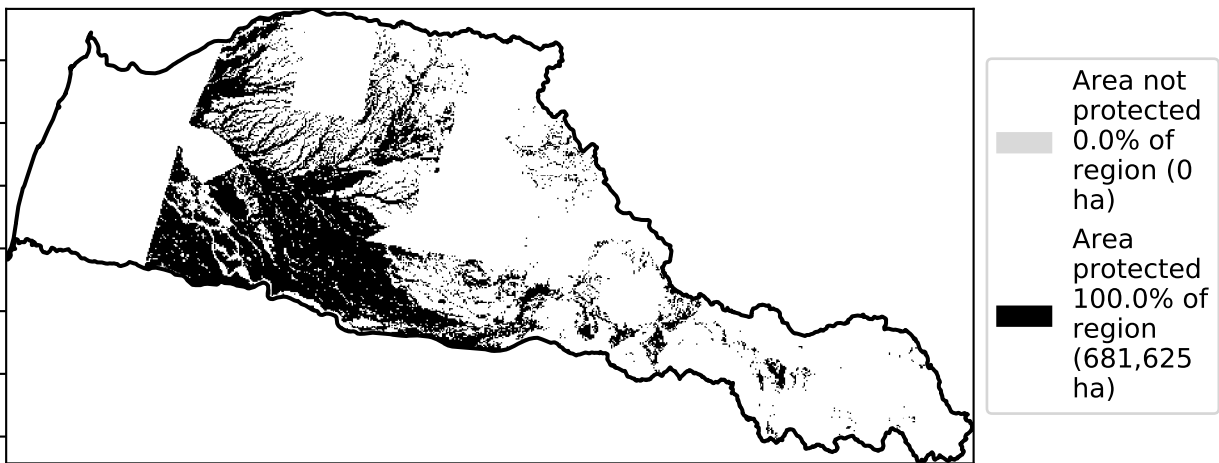 Area not
protected
0.0% of
region (0
ha)
Area
protected
100.0% of
region
(681,625
ha)